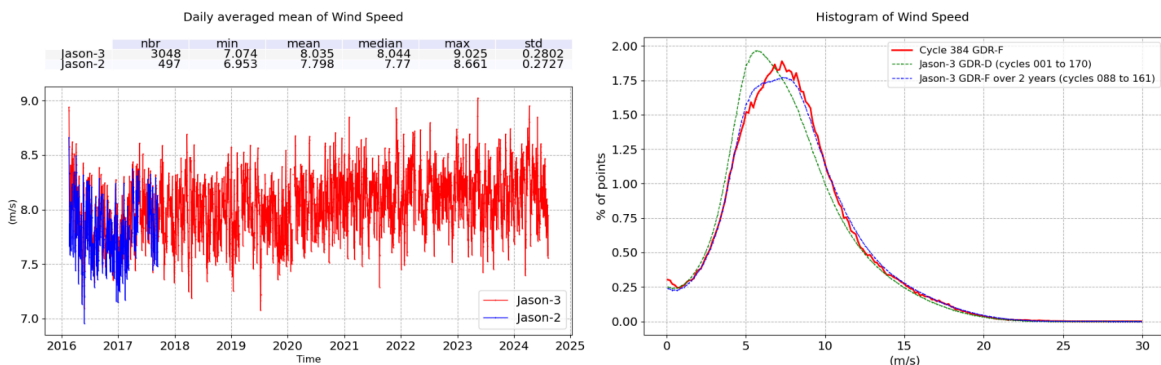 Daily averaged mean of Wind Speed
nbr min mean median max std
Jason-3 3048 7.074 8.035 8.044 9.025 0.2802
Jason-2 497 6.953 7.798 7.77 8.661 0.2727
9.0
8.5
8.0
7.5
7.0
(m/s)
Jason-3
Jason-2
2016 2017 2018 2019 2020 2021 2022 2023 2024 2025
Time
Histogram of Wind Speed
2.00
1.75
1.50
1.25
1.00
0.75
0.50
0.25
0.00
% of points
Cycle 384 GDR-F
Jason-3 GDR-D (cycles 001 to 170)
Jason-3 GDR-F over 2 years (cycles 088 to 161)
0 5 10 15 20 25 30
(m/s)